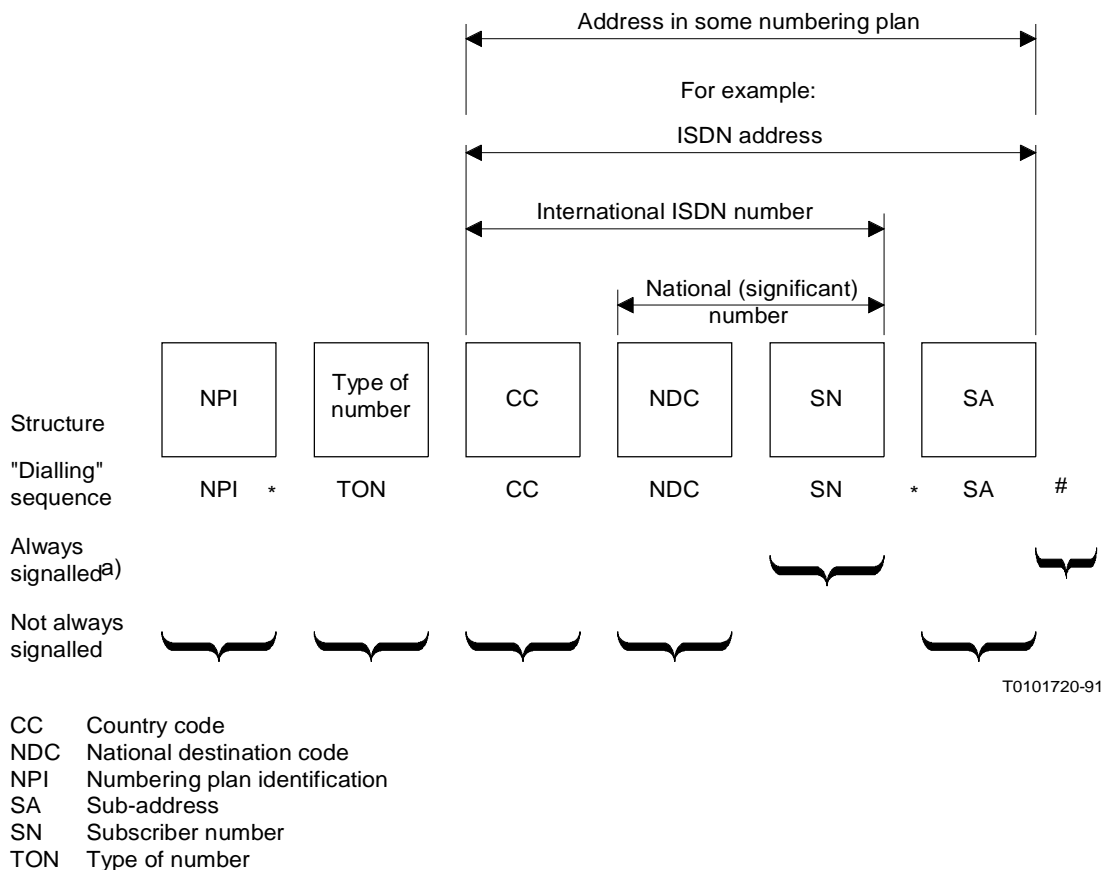 Address in some numbering plan
For example:
ISDN address
International ISDN number
National (significant)
number
Structure
NPI
Type of
number
CC
NDC
SN
SA
"Dialling"
sequence
NPI * TON CC NDC SN * SA #
Always
signalleda)
Not always
signalled
T0101720-91
CC Country code
NDC National destination code
NPI Numbering plan identification
SA Sub-address
SN Subscriber number
TON Type of number